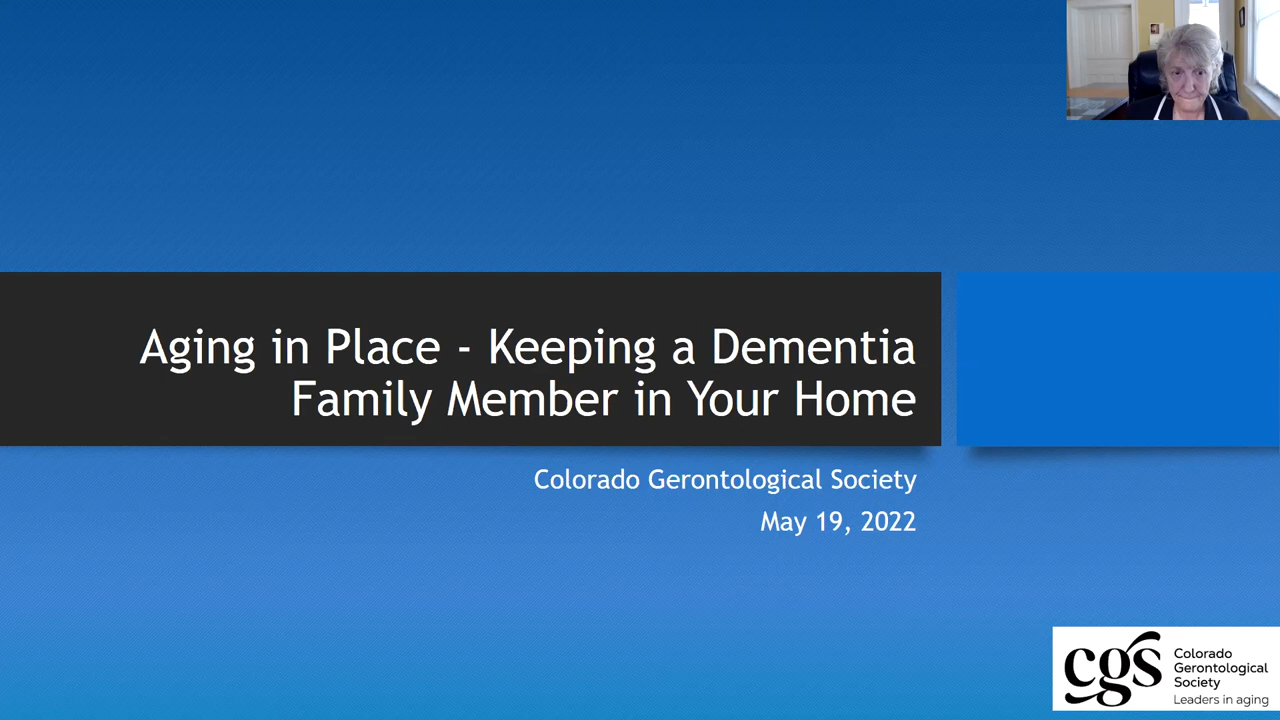 Aging in Place - Keeping a Dementia
Family Member in Your Home
Colorado Gerontological Society
May 19, 2022
cgs
Colorado
Gerontological
Society
Leaders in aging